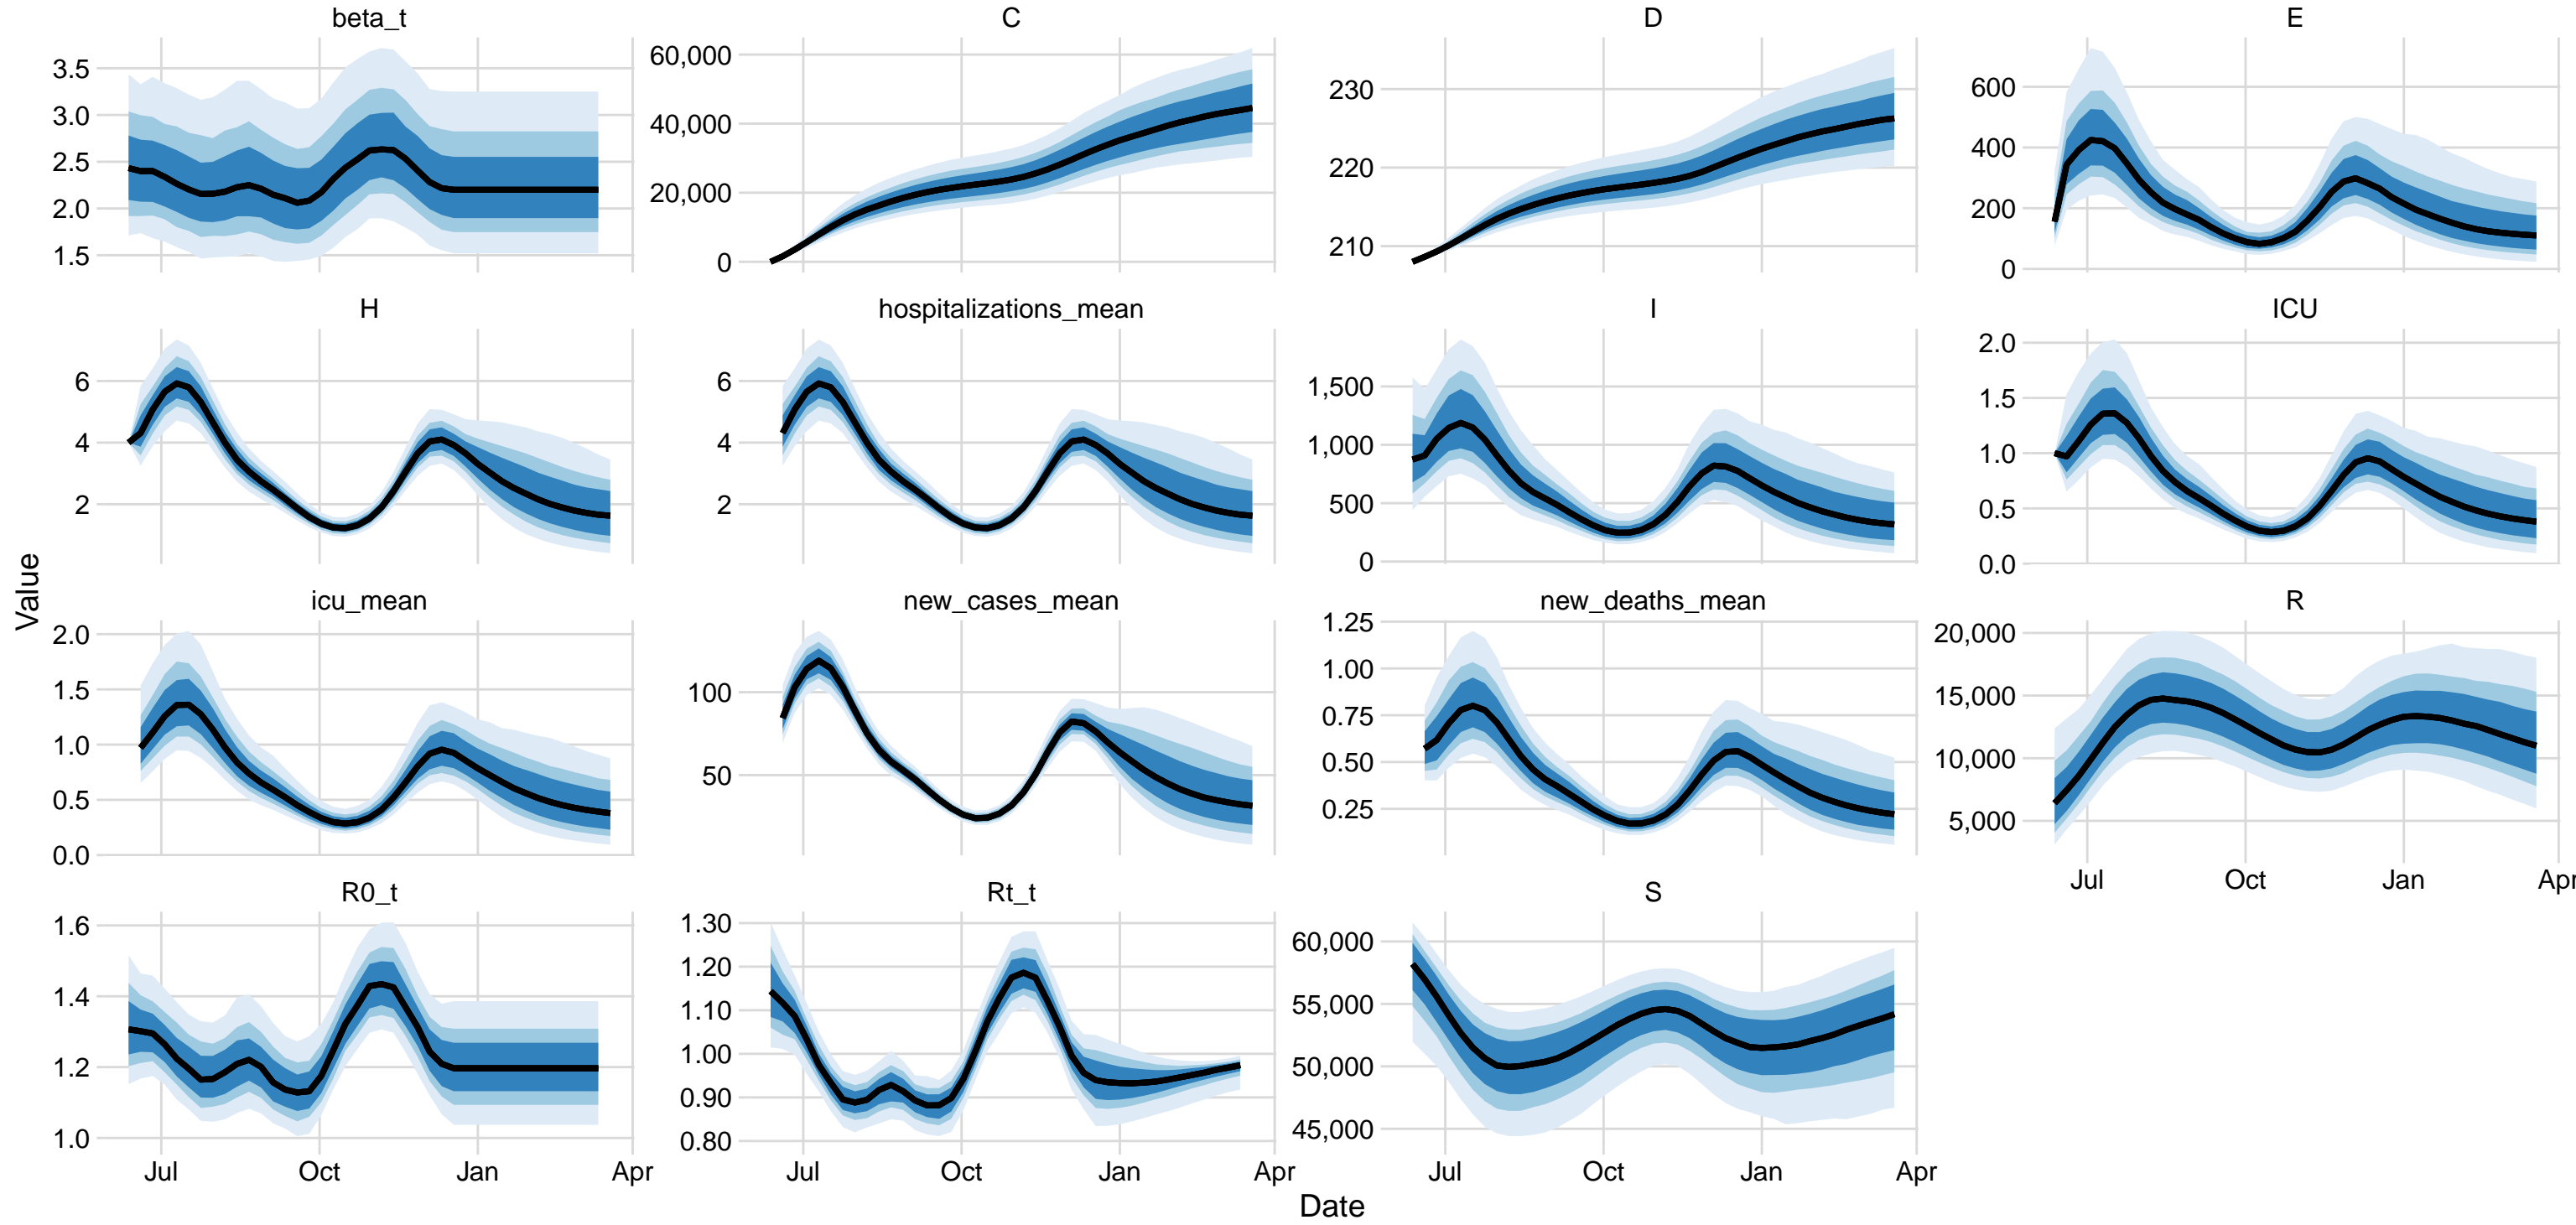 beta_t
C
D
E
3.5
3.0
2.5
2.0
1.5
60,000
40,000
20,000
0
230
220
210
600
400
200
0
H
hospitalizations_mean
I
ICU
6
4
2
6
4
2
1,500
1,000
500
0
2.0
1.5
1.0
0.5
0.0
Value
icu_mean
new_cases_mean
new_deaths_mean
R
2.0
1.5
1.0
0.5
0.0
100
50
1.25
1.00
0.75
0.50
0.25
20,000
15,000
10,000
5,000
Jul Oct Jan Apr
R0_t
Rt_t
S
1.6
1.4
1.2
1.0
1.30
1.20
1.10
1.00
0.90
0.80
60,000
55,000
50,000
45,000
Jul Oct Jan Apr
Jul Oct Jan Apr
Jul Oct Jan Apr
Date